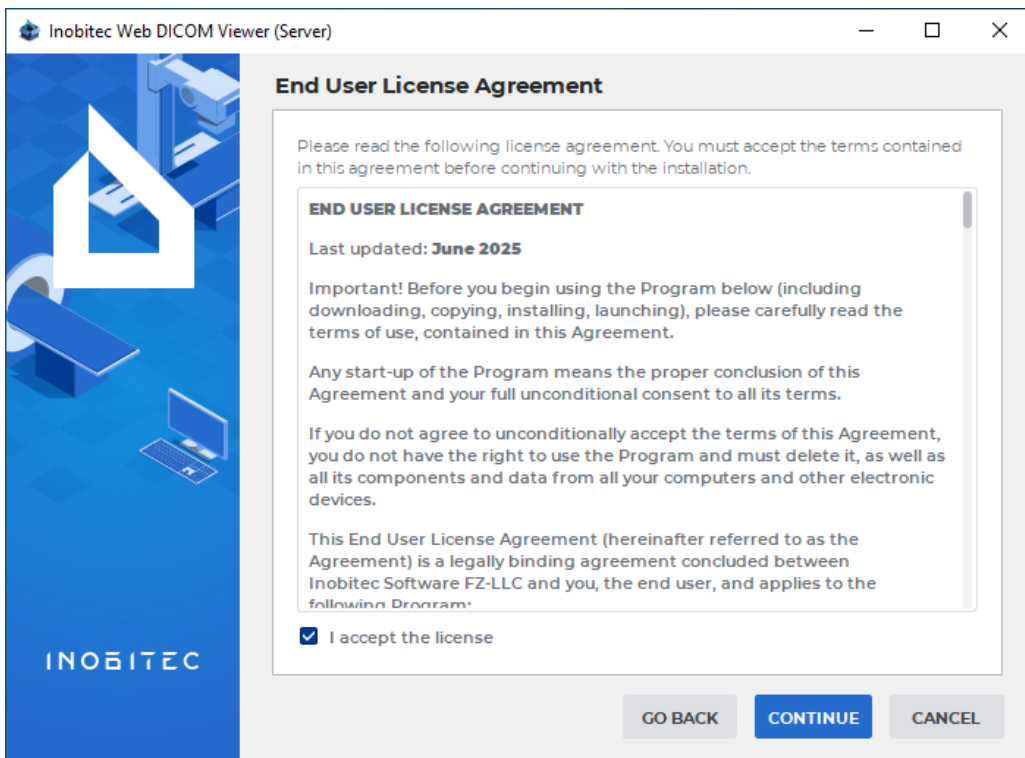 Inobitec Web DICOM Viewer (Server)
End User License Agreement
Please read the following license agreement. You must accept the terms contained
in this agreement before continuing with the installation.
END USER LICENSE AGREEMENT
Last updated: June 2025
Important! Before you begin using the Program below (including
downloading, copying, installing, launching), please carefully read the
terms of use, contained in this Agreement.
Any start-up of the Program means the proper conclusion of this
Agreement and your full unconditional consent to all its terms.
If you do not agree to unconditionally accept the terms of this Agreement,
you do not have the right to use the Program and must delete it, as well as
all its components and data from all your computers and other electronic
devices.
This End User License Agreement (hereinafter referred to as the
Agreement) is a legally binding agreement concluded between
Inobitec Software FZ-LLC and you, the end user, and applies to the
following Program:
I accept the license
INOBITEC
GO BACK
CONTINUE
CANCEL